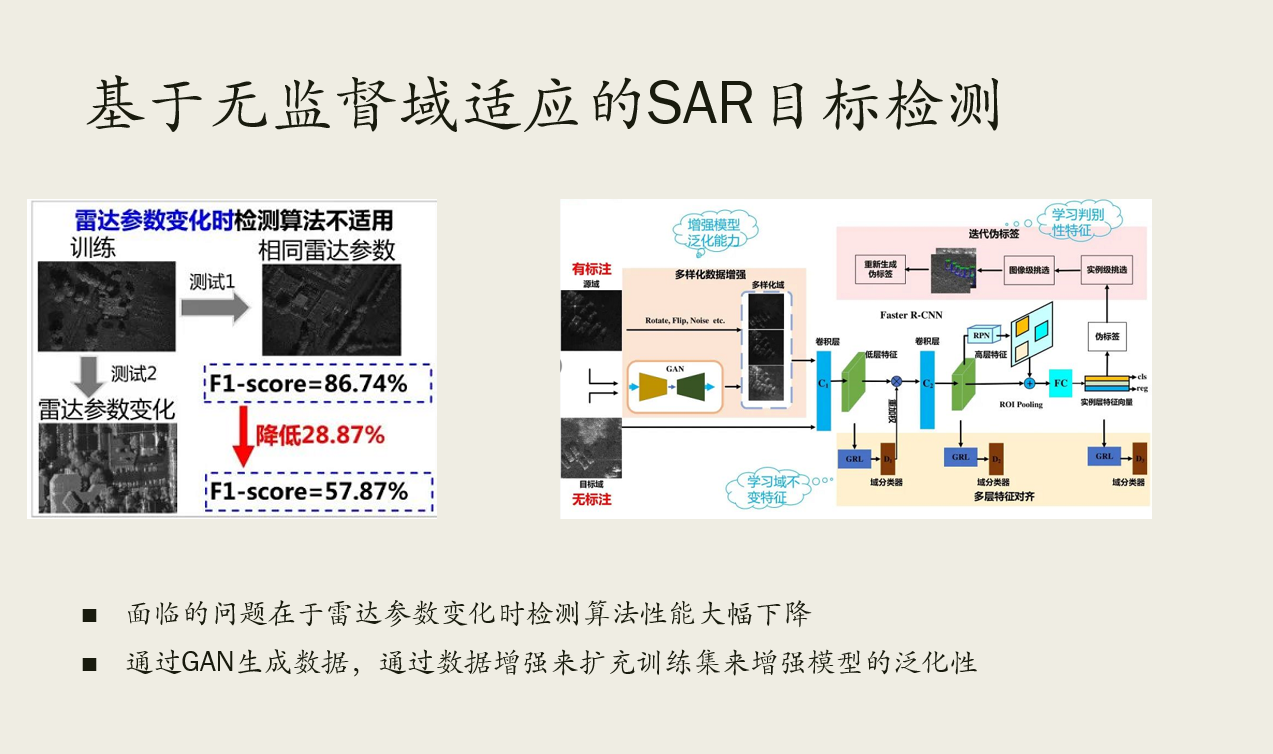 基于无监督域适应的SAR目标检测
雷达参数变化时检测算法不适用
训练
相同雷达参数
测试1
测试2
雷达参数变化
F1-score=86.74%
降低28.87%
F1-score=57.87%
增强模型
泛化能力
学习判别
性特征
迭代伪标签
有标注
源域
多样化数据增强
多样化域
重新生成
伪标签
图像级挑选
实例级挑选
Rotate, Flip, Noise etc.
Faster R-CNN
GAN
卷积层
低层特征
卷积层
高层特征
RPN
伪标签
C1
C2
重加权
ROI Pooling
FC
cls
reg
实例层特征向量
GRL
D1
域分类器
GRL
D2
域分类器
GRL
D3
域分类器
目标域
无标注
学习域不
变特征
多层特征对齐
■ 面临的问题在于雷达参数变化时检测算法性能大幅下降
■ 通过GAN生成数据，通过数据增强来扩充训练集来增强模型的泛化性